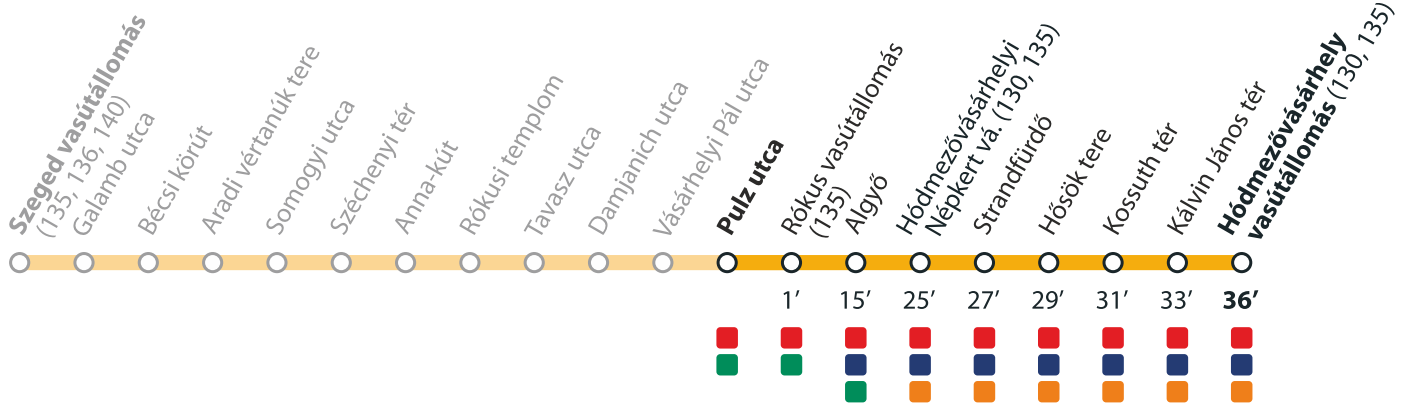 Szeged vasútállomás
(135, 136, 140)
Galamb utca
Bécsi körút
Aradi vértanúk tere
Somogyi utca
Széchenyi tér
Anna-kút
Rókusi templom
Tavasz utca
Damjanich utca
Vásárhelyi Pál utca
Pulz utca
Rókus vasútállomás
(135)
Algyő
Hódmezővásárhelyi
Népkert vá. (130, 135)
Strandfürdő
Hősök tere
Kossuth tér
Kálvin János tér
Hódmezővásárhely
vasútállomás (130, 135)
1’ 15’ 25’ 27’ 29’ 31’ 33’ 36’